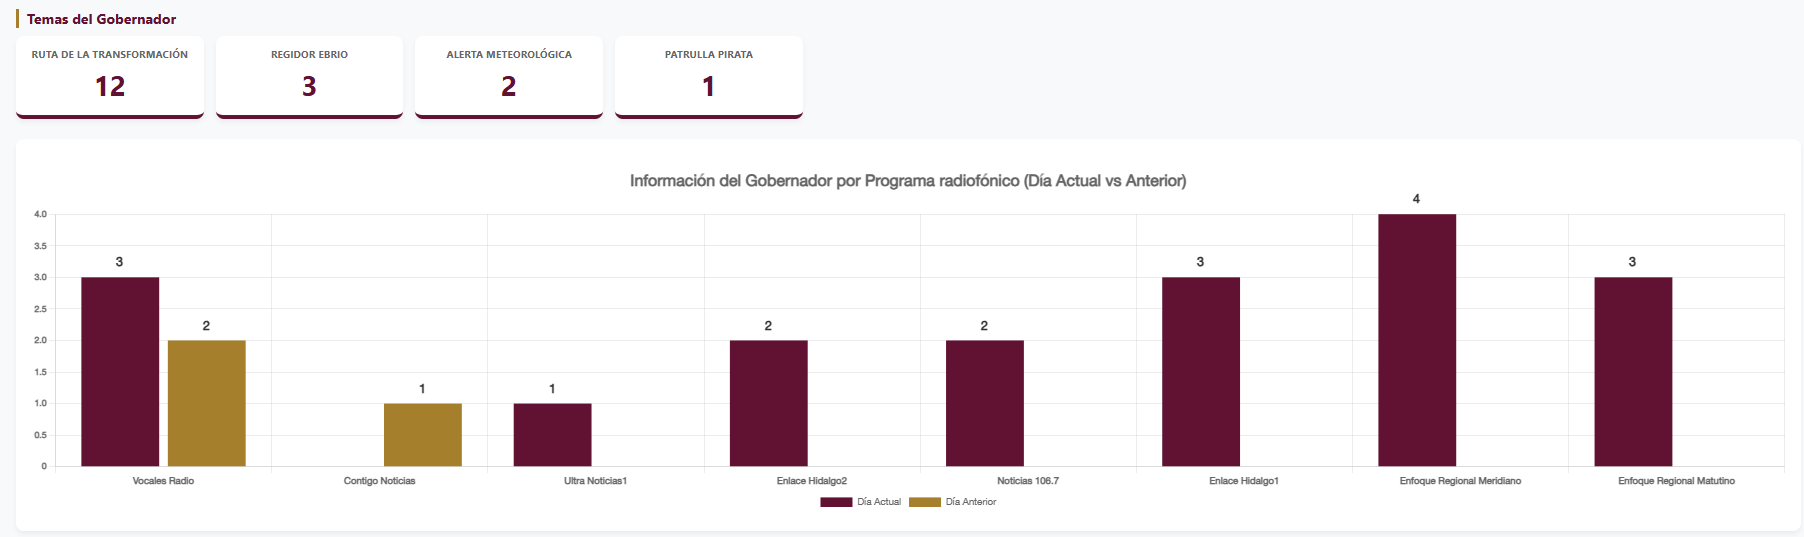 Temas del Gobernador
RUTA DE LA TRANSFORMACIÓN
12
REGIDOR EBRIO
3
ALERTA METEOROLÓGICA
2
PATRULLA PIRATA
1
Información del Gobernador por Programa radiofónico (Día Actual vs Anterior)
4.0
3.5
3.0
2.5
2.0
1.5
1.0
0.5
0
3
2
1
1
2
2
3
4
3
Vocales Radio
Contigo Noticias
Ultra Noticias1
Enlace Hidalgo2
Noticias 106.7
Enlace Hidalgo1
Enfoque Regional Meridiano
Enfoque Regional Matutino
Día Actual
Día Anterior